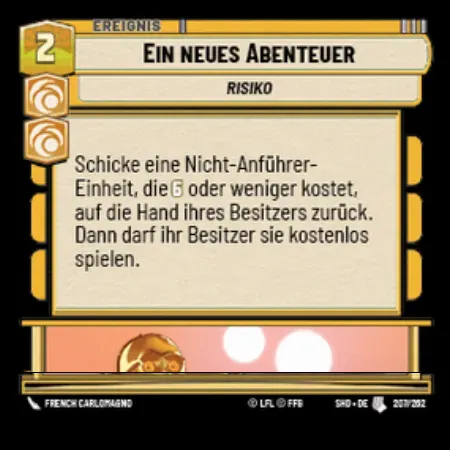 EREIGNIS
2
EIN NEUES ABENTEUER
RISIKO
Schicke eine Nicht-Anführer-
Einheit, die 6 oder weniger kostet,
auf die Hand ihres Besitzers zurück.
Dann darf ihr Besitzer sie kostenlos
spielen.
FRENCH CARLOMAGNO
© LFL © FFG
SHD • DE
207/262